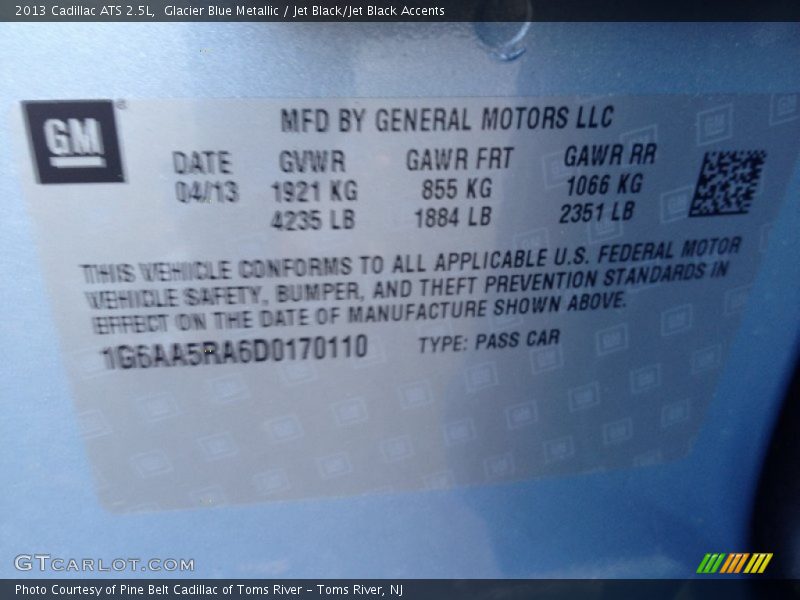 2013 Cadillac ATS 2.5L, Glacier Blue Metallic / Jet Black/Jet Black Accents
GM
®
MFD BY GENERAL MOTORS LLC
DATE GVWR GAWR FRT GAWR RR
04/13 1921 KG 855 KG 1066 KG
4235 LB 1884 LB 2351 LB
THIS VEHICLE CONFORMS TO ALL APPLICABLE U.S. FEDERAL MOTOR
VEHICLE SAFETY, BUMPER, AND THEFT PREVENTION STANDARDS IN
EFFECT ON THE DATE OF MANUFACTURE SHOWN ABOVE.
1G6AA5RA6D0170110 TYPE: PASS CAR
GTCARLOT.COM
Photo Courtesy of Pine Belt Cadillac of Toms River - Toms River, NJ